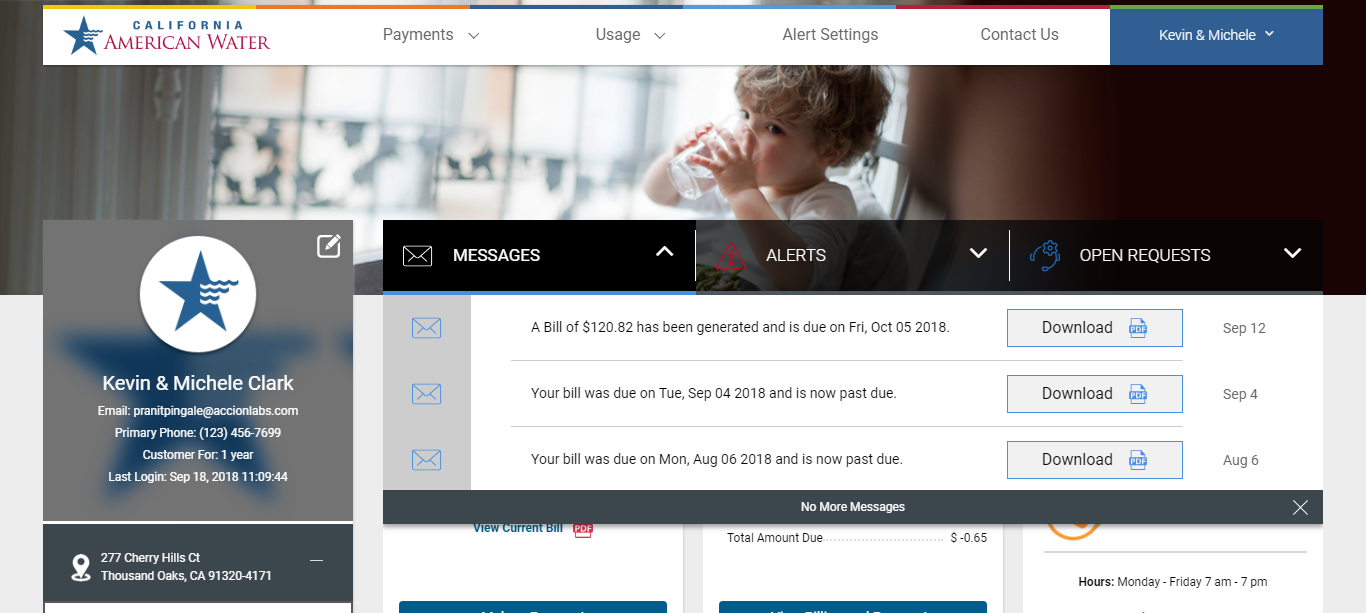 CALIFORNIA
AMERICAN WATER
Payments
Usage
Alert Settings
Contact Us
Kevin & Michele
MESSAGES
ALERTS
OPEN REQUESTS
A Bill of $120.82 has been generated and is due on Fri, Oct 05 2018.
Download PDF
Sep 12
Your bill was due on Tue, Sep 04 2018 and is now past due.
Download PDF
Sep 4
Your bill was due on Mon, Aug 06 2018 and is now past due.
Download PDF
Aug 6
No More Messages
Kevin & Michele Clark
Email: pranitpingale@accionlabs.com
Primary Phone: (123) 456-7699
Customer For: 1 year
Last Login: Sep 18, 2018 11:09:44
277 Cherry Hills Ct
Thousand Oaks, CA 91320-4171
View Current Bill PDF
Total Amount Due $ -0.65
Hours: Monday - Friday 7 am - 7 pm